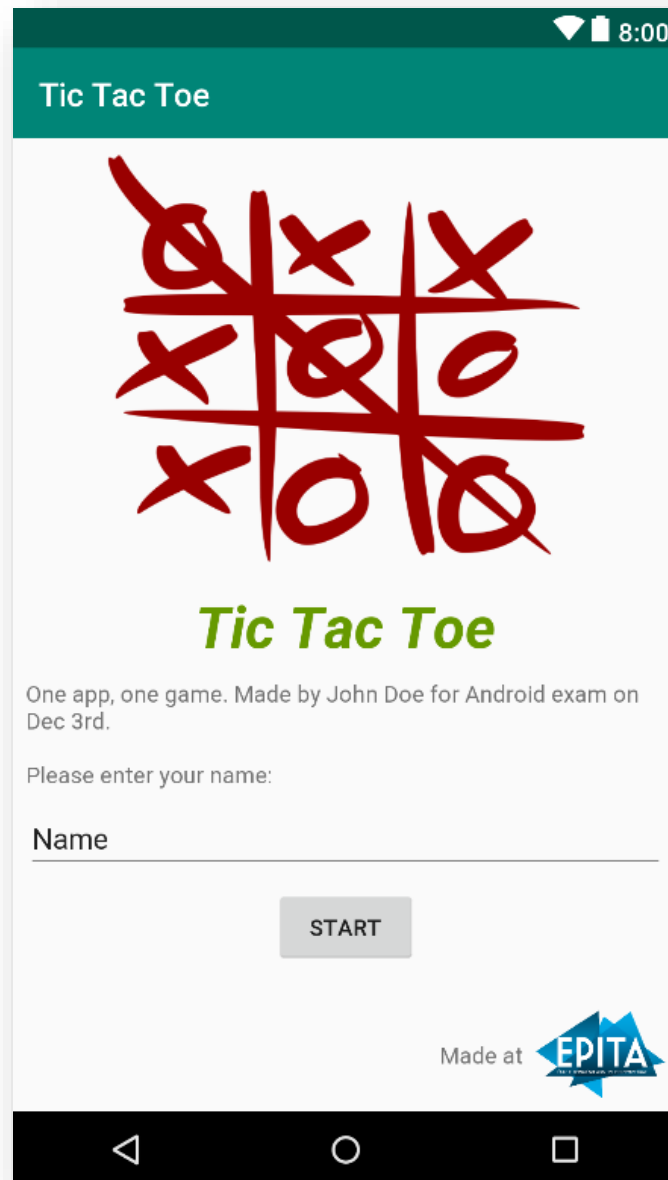 8:00
Tic Tac Toe
Tic Tac Toe
One app, one game. Made by John Doe for Android exam on
Dec 3rd.
Please enter your name:
Name
START
Made at
EPITA